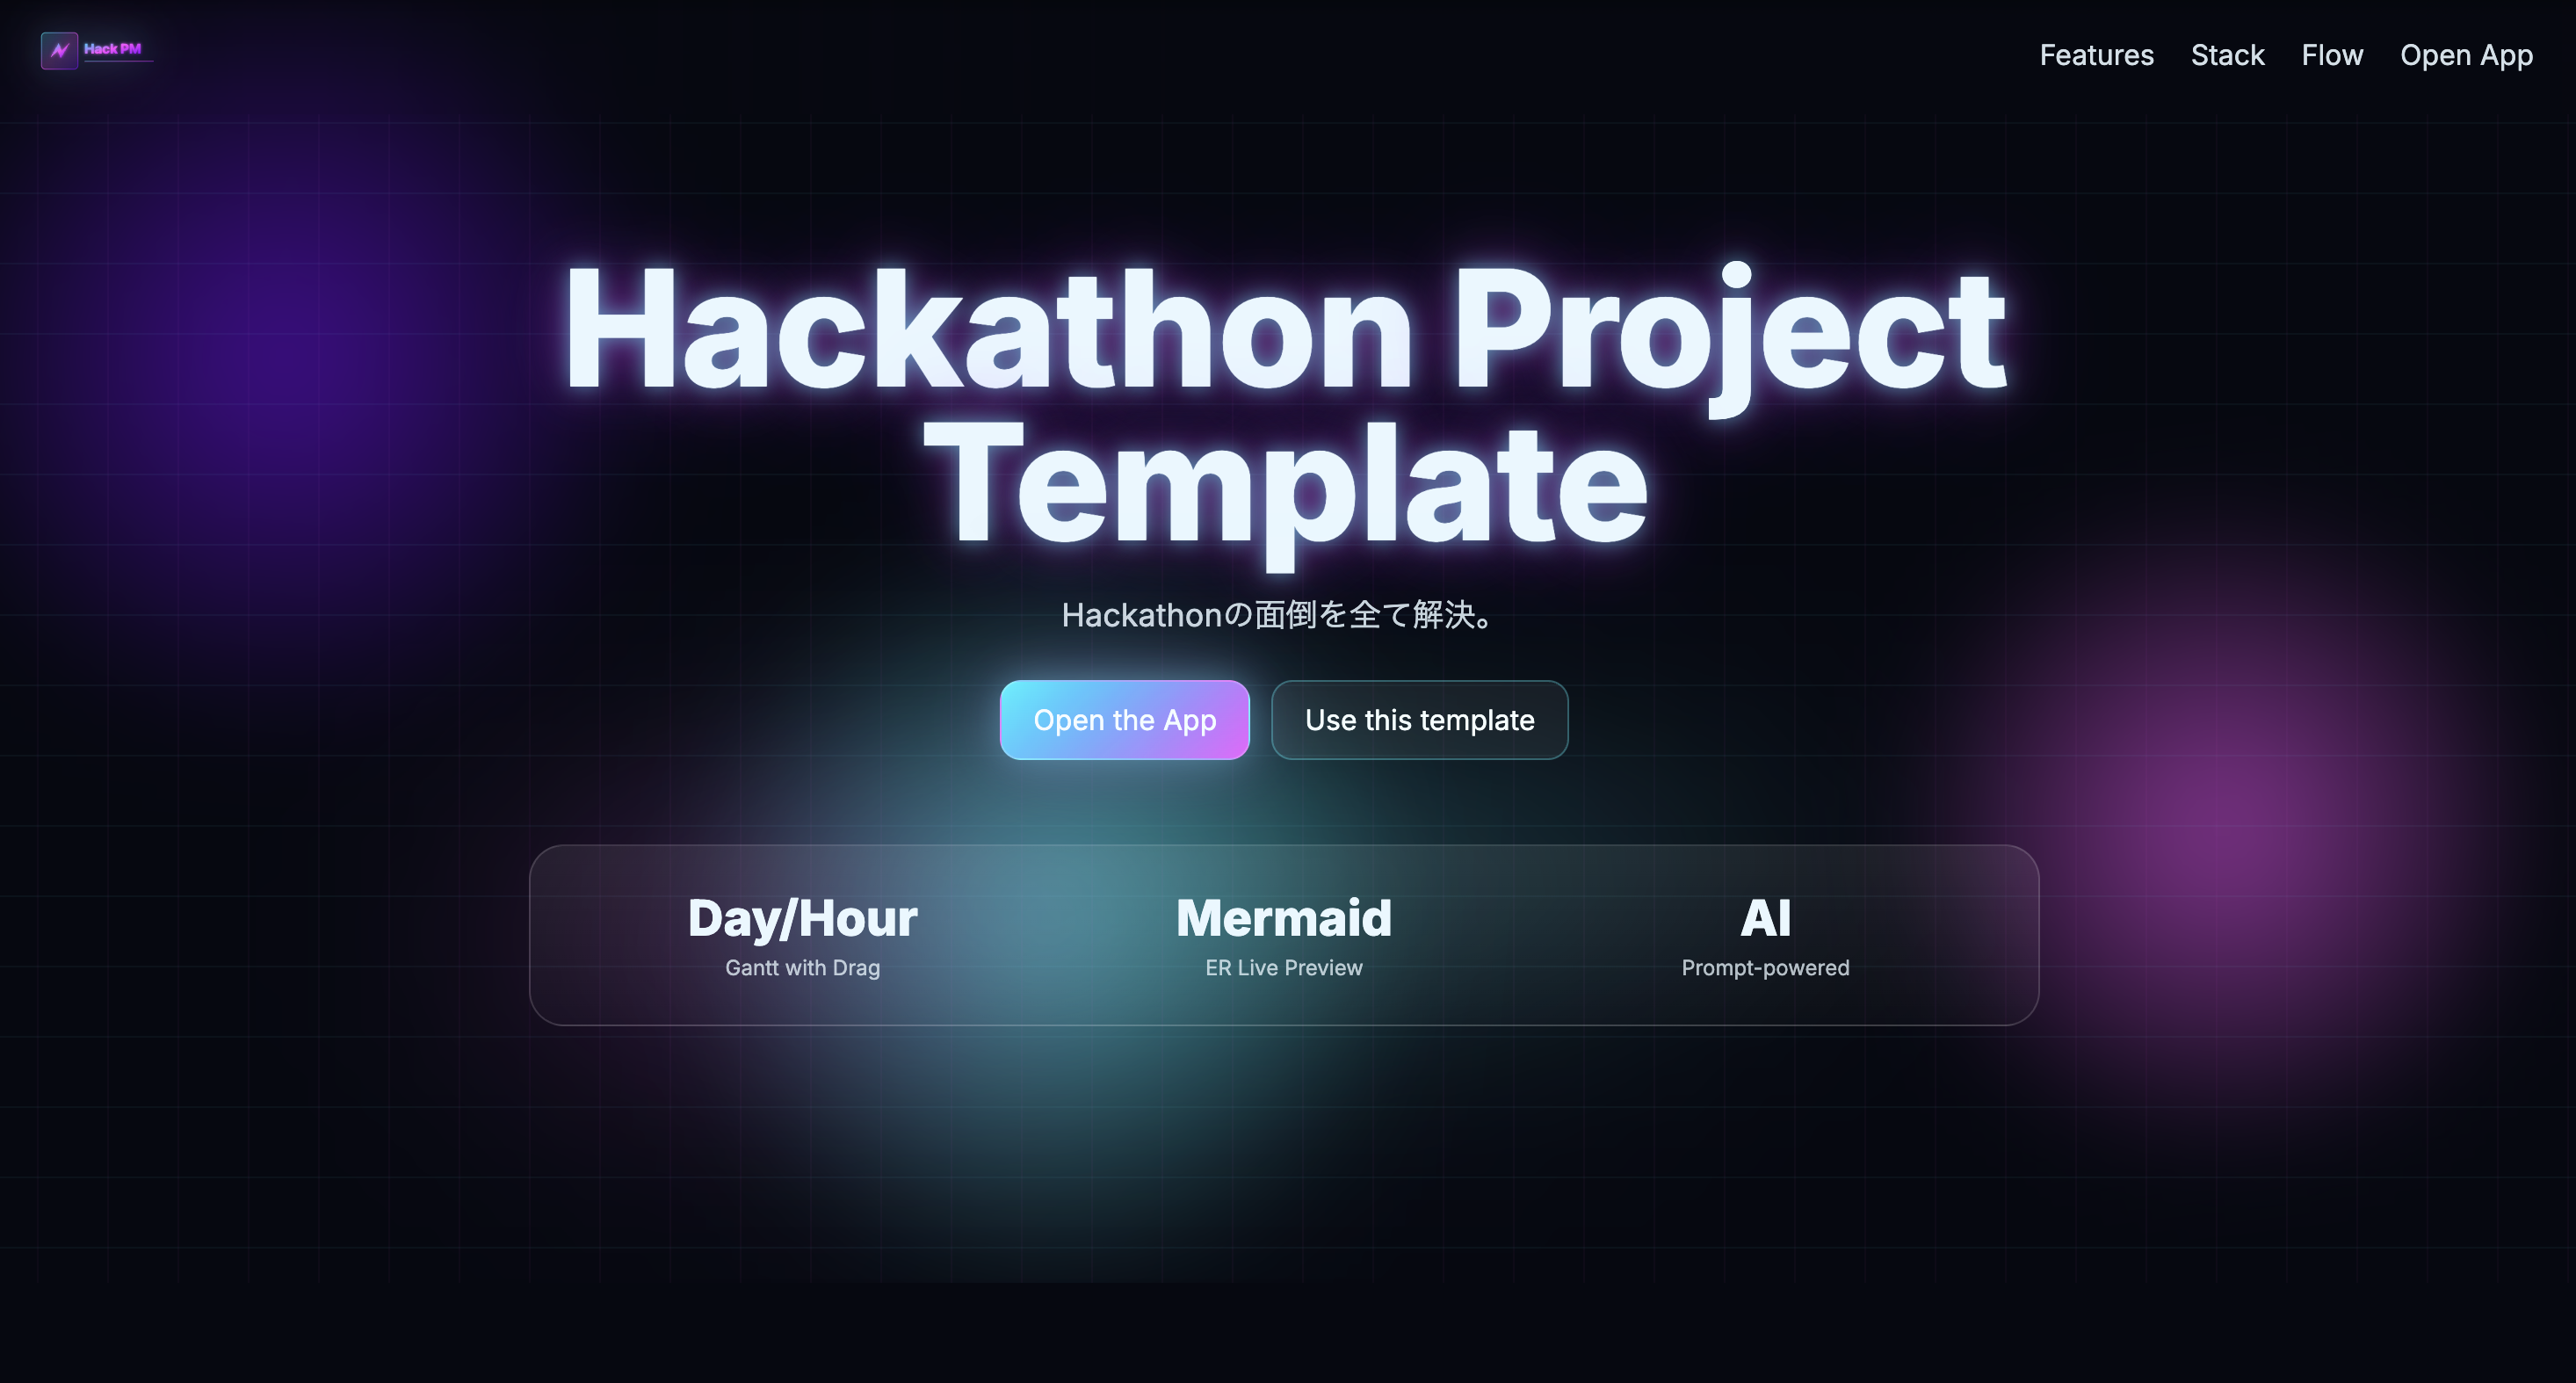 Hack PM
Features Stack Flow Open App
Hackathon Project
Template
Hackathonの面倒を全て解決。
Open the App Use this template
Day/Hour Mermaid AI
Gantt with Drag ER Live Preview Prompt-powered